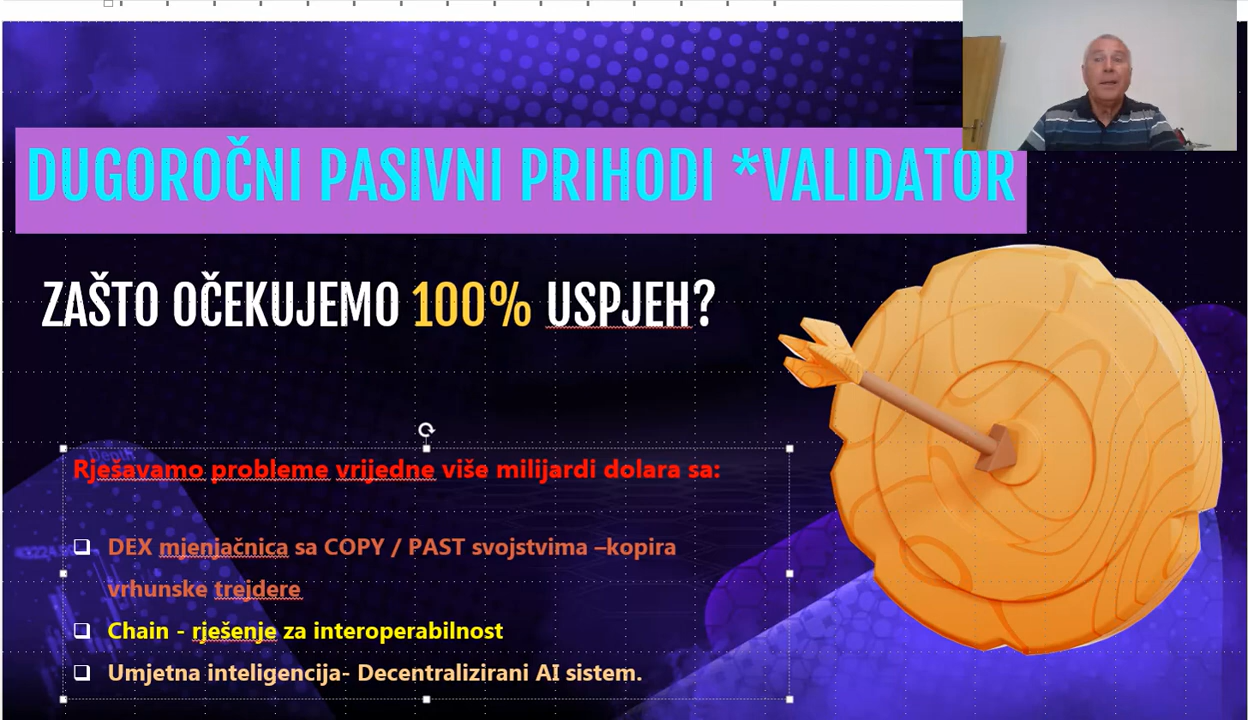 DUGOROČNI PASIVNI PRIHODI *VALIDATOR
ZAŠTO OČEKUJEMO 100% USPJEH?
Rješavamo probleme vrijedne više milijardi dolara sa:
DEX mjenjačnica sa COPY / PAST svojstvima –kopira
vrhunske trejdere
Chain - rješenje za interoperabilnost
Umjetna inteligencija- Decentralizirani AI sistem.